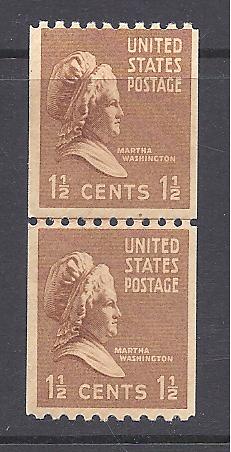 UNITED
STATES
POSTAGE
MARTHA
WASHINGTON
1½ CENTS 1½
UNITED
STATES
POSTAGE
MARTHA
WASHINGTON
1½ CENTS 1½